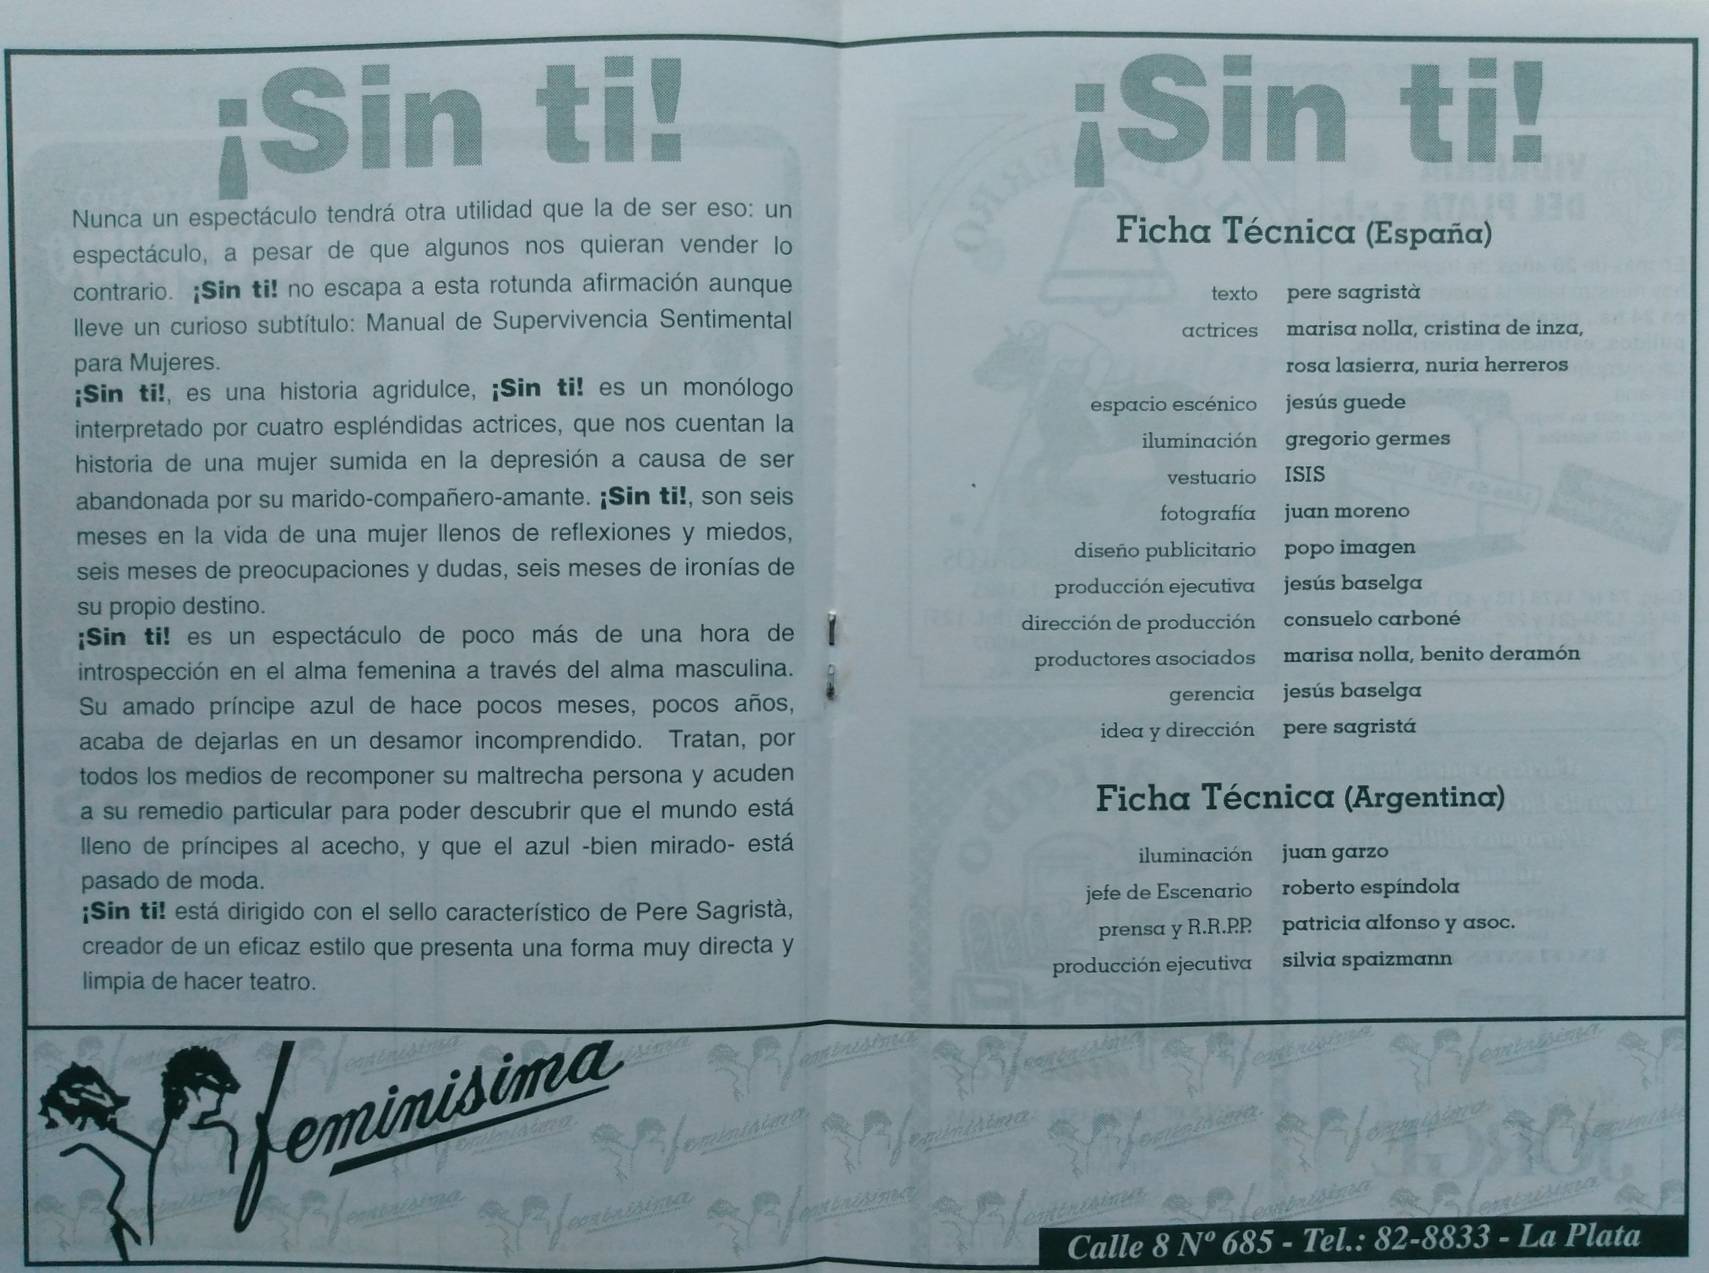 ¡Sin ti!
Nunca un espectáculo tendrá otra utilidad que la de ser eso: un
espectáculo, a pesar de que algunos nos quieran vender lo
contrario. ¡Sin ti! no escapa a esta rotunda afirmación aunque
lleve un curioso subtítulo: Manual de Supervivencia Sentimental
para Mujeres.
¡Sin ti!, es una historia agridulce, ¡Sin ti! es un monólogo
interpretado por cuatro espléndidas actrices, que nos cuentan la
historia de una mujer sumida en la depresión a causa de ser
abandonada por su marido-compañero-amante. ¡Sin ti!, son seis
meses en la vida de una mujer llenos de reflexiones y miedos,
seis meses de preocupaciones y dudas, seis meses de ironías de
su propio destino.
¡Sin ti! es un espectáculo de poco más de una hora de
introspección en el alma femenina a través del alma masculina.
Su amado príncipe azul de hace pocos meses, pocos años,
acaba de dejarlas en un desamor incomprendido. Tratan, por
todos los medios de recomponer su maltrecha persona y acuden
a su remedio particular para poder descubrir que el mundo está
lleno de príncipes al acecho, y que el azul -bien mirado- está
pasado de moda.
¡Sin ti! está dirigido con el sello característico de Pere Sagristà,
creador de un eficaz estilo que presenta una forma muy directa y
limpia de hacer teatro.
¡Sin ti!
Ficha Técnica (España)
texto pere sagristà
actrices marisa nolla, cristina de inza,
rosa lasierra, nuria herreros
espacio escénico jesús guede
iluminación gregorio germes
vestuario ISIS
fotografía juan moreno
diseño publicitario popo imagen
producción ejecutiva jesús baselga
dirección de producción consuelo carboné
productores asociados marisa nolla, benito deramón
gerencia jesús baselga
idea y dirección pere sagristá
Ficha Técnica (Argentina)
iluminación juan garzo
jefe de Escenario roberto espíndola
prensa y R.R.P.P. patricia alfonso y asoc.
producción ejecutiva silvia spaizmann
feminisima
Calle 8 Nº 685 - Tel.: 82-8833 - La Plata